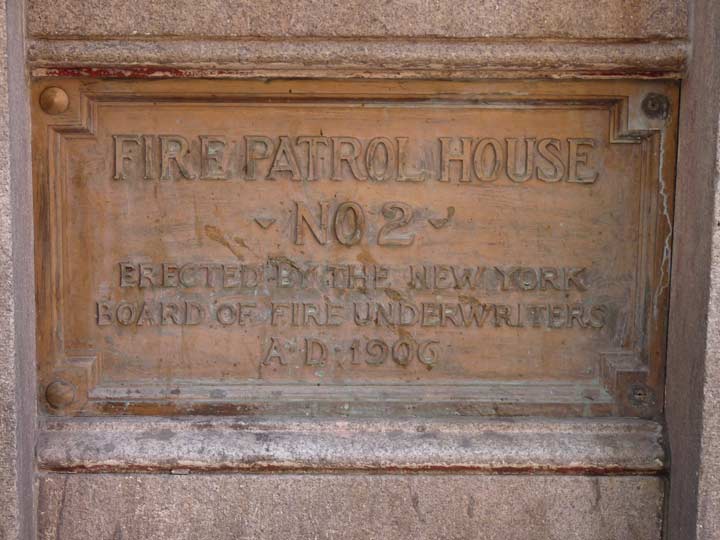 FIRE PATROL HOUSE
- NO 2 -
ERECTED·BY·THE NEW YORK
BOARD OF FIRE UNDERWRITERS
A·D·1906